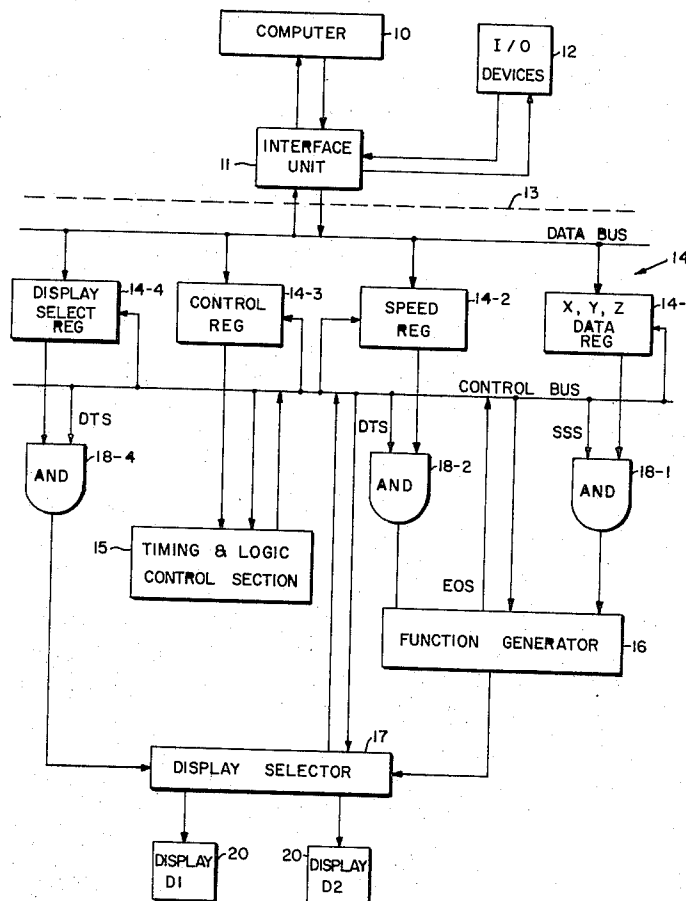 COMPUTER
10
I/O
DEVICES
12
INTERFACE
UNIT
11
13
DATA BUS
14
DISPLAY
SELECT
REG
14-4
CONTROL
REG
14-3
SPEED
REG
14-2
X, Y, Z
DATA
REG
14-
CONTROL BUS
DTS
DTS
SSS
AND
18-4
AND
18-2
AND
18-1
15
TIMING & LOGIC
CONTROL SECTION
EOS
FUNCTION GENERATOR
16
17
DISPLAY SELECTOR
DISPLAY
D1
20
20
DISPLAY
D2